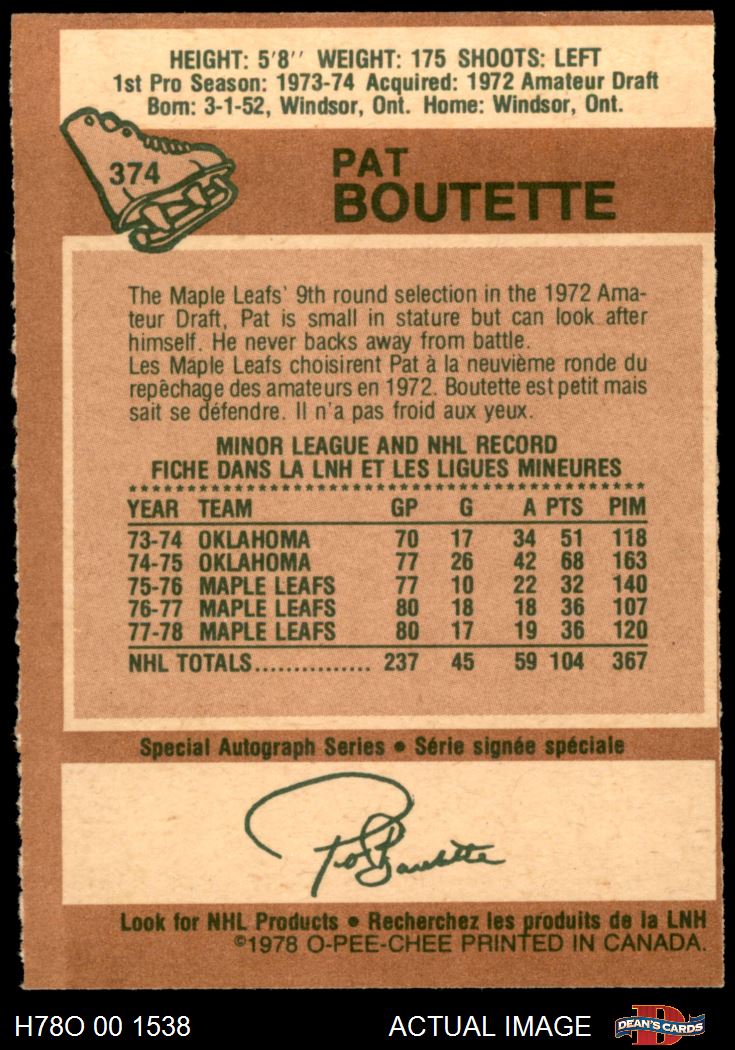 HEIGHT: 5'8'' WEIGHT: 175 SHOOTS: LEFT
1st Pro Season: 1973-74 Acquired: 1972 Amateur Draft
Born: 3-1-52, Windsor, Ont. Home: Windsor, Ont.
374
PAT
BOUTETTE
The Maple Leafs' 9th round selection in the 1972 Ama-
teur Draft, Pat is small in stature but can look after
himself. He never backs away from battle.
Les Maple Leafs choisirent Pat à la neuvième ronde du
repêchage des amateurs en 1972. Boutette est petit mais
sait se défendre. Il n'a pas froid aux yeux.
MINOR LEAGUE AND NHL RECORD
FICHE DANS LA LNH ET LES LIGUES MINEURES
YEAR TEAM GP G A PTS PIM
73-74 OKLAHOMA 70 17 34 51 118
74-75 OKLAHOMA 77 26 42 68 163
75-76 MAPLE LEAFS 77 10 22 32 140
76-77 MAPLE LEAFS 80 18 18 36 107
77-78 MAPLE LEAFS 80 17 19 36 120
NHL TOTALS................ 237 45 59 104 367
Special Autograph Series • Série signée spéciale
Pat Boutette
Look for NHL Products • Recherchez les produits de la LNH
©1978 O-PEE-CHEE PRINTED IN CANADA.
H78O 00 1538 ACTUAL IMAGE DEAN'S CARDS